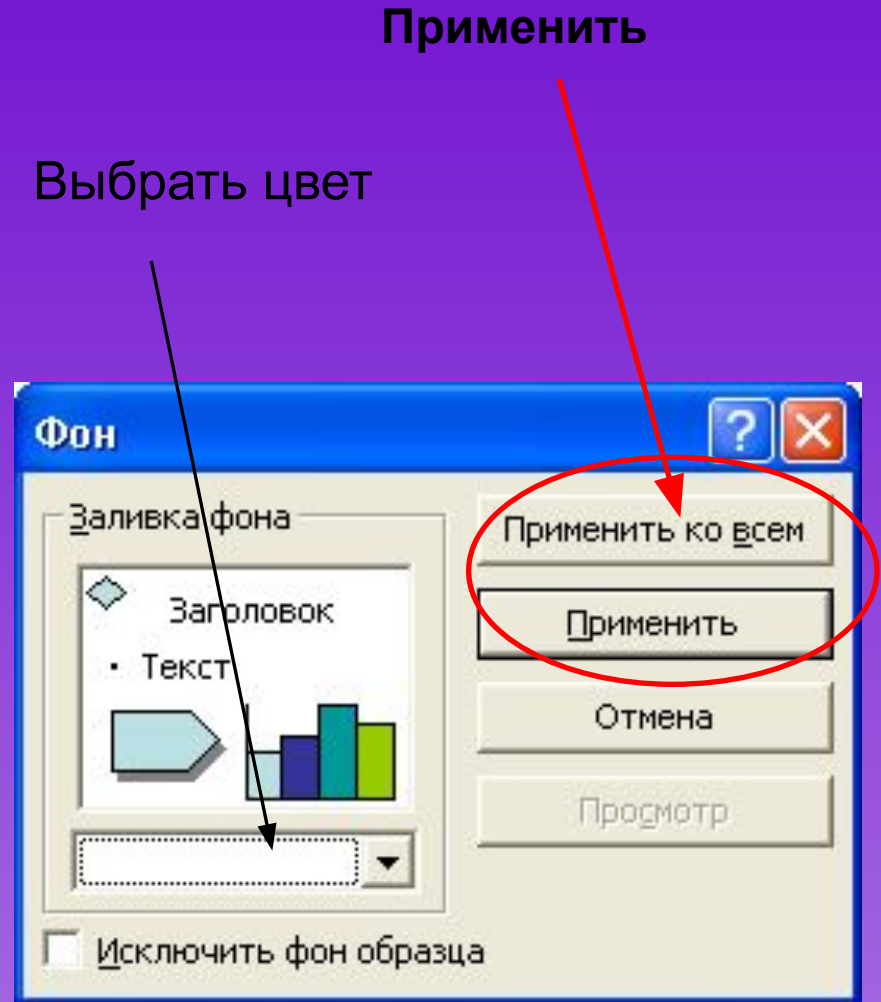 Применить
Выбрать цвет
Фон
Заливка фона
Заголовок
· Текст
Применить ко всем
Применить
Отмена
Просмотр
Исключить фон образца